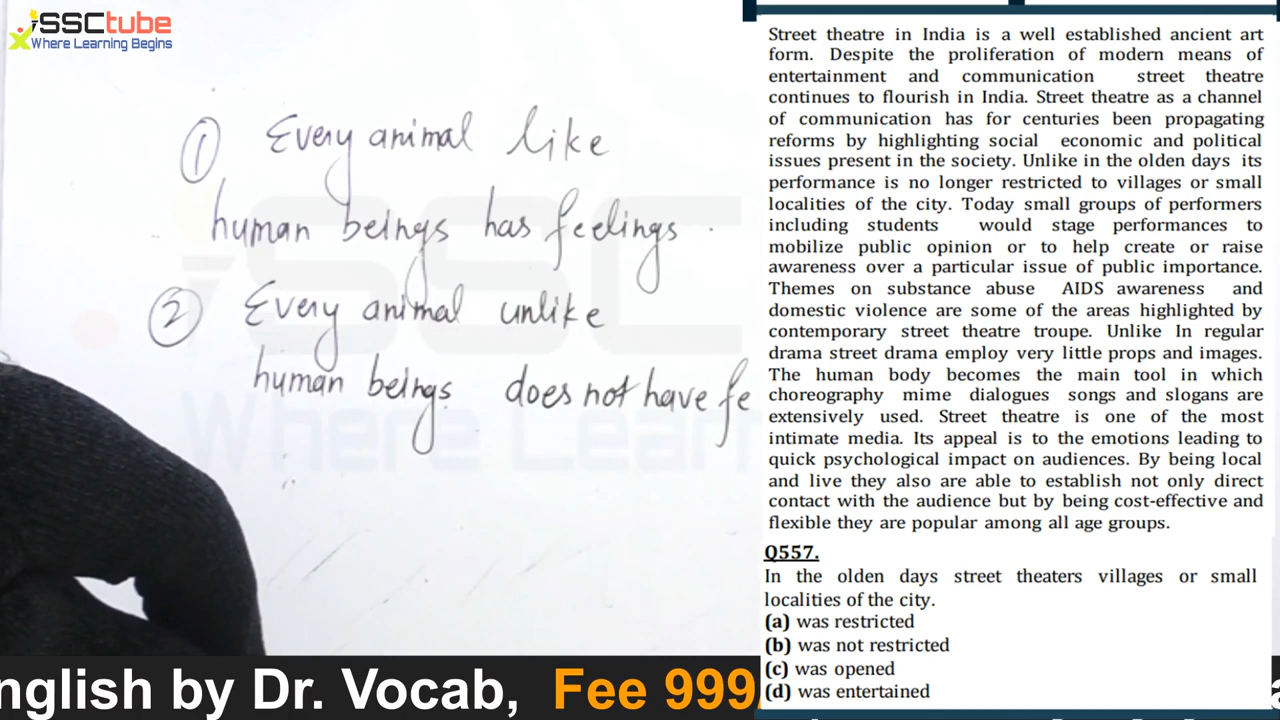 SSCtube
Where Learning Begins
① Every animal like
human beings has feelings.
② Every animal unlike
human beings does not have fe
Street theatre in India is a well established ancient art
form. Despite the proliferation of modern means of
entertainment and communication street theatre
continues to flourish in India. Street theatre as a channel
of communication has for centuries been propagating
reforms by highlighting social economic and political
issues present in the society. Unlike in the olden days its
performance is no longer restricted to villages or small
localities of the city. Today small groups of performers
including students would stage performances to
mobilize public opinion or to help create or raise
awareness over a particular issue of public importance.
Themes on substance abuse AIDS awareness and
domestic violence are some of the areas highlighted by
contemporary street theatre troupe. Unlike In regular
drama street drama employ very little props and images.
The human body becomes the main tool in which
choreography mime dialogues songs and slogans are
extensively used. Street theatre is one of the most
intimate media. Its appeal is to the emotions leading to
quick psychological impact on audiences. By being local
and live they also are able to establish not only direct
contact with the audience but by being cost-effective and
flexible they are popular among all age groups.
Q557.
In the olden days street theaters villages or small
localities of the city.
(a) was restricted
(b) was not restricted
(c) was opened
(d) was entertained
nglish by Dr. Vocab, Fee 999